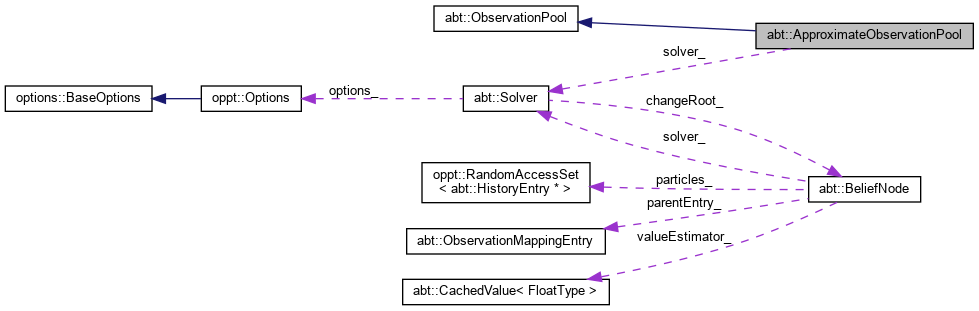 abt::ObservationPool
abt::ApproximateObservationPool
solver_
options::BaseOptions
oppt::Options
options_
abt::Solver
changeRoot_
solver_
oppt::RandomAccessSet
< abt::HistoryEntry * >
particles_
abt::BeliefNode
parentEntry_
abt::ObservationMappingEntry
valueEstimator_
abt::CachedValue< FloatType >